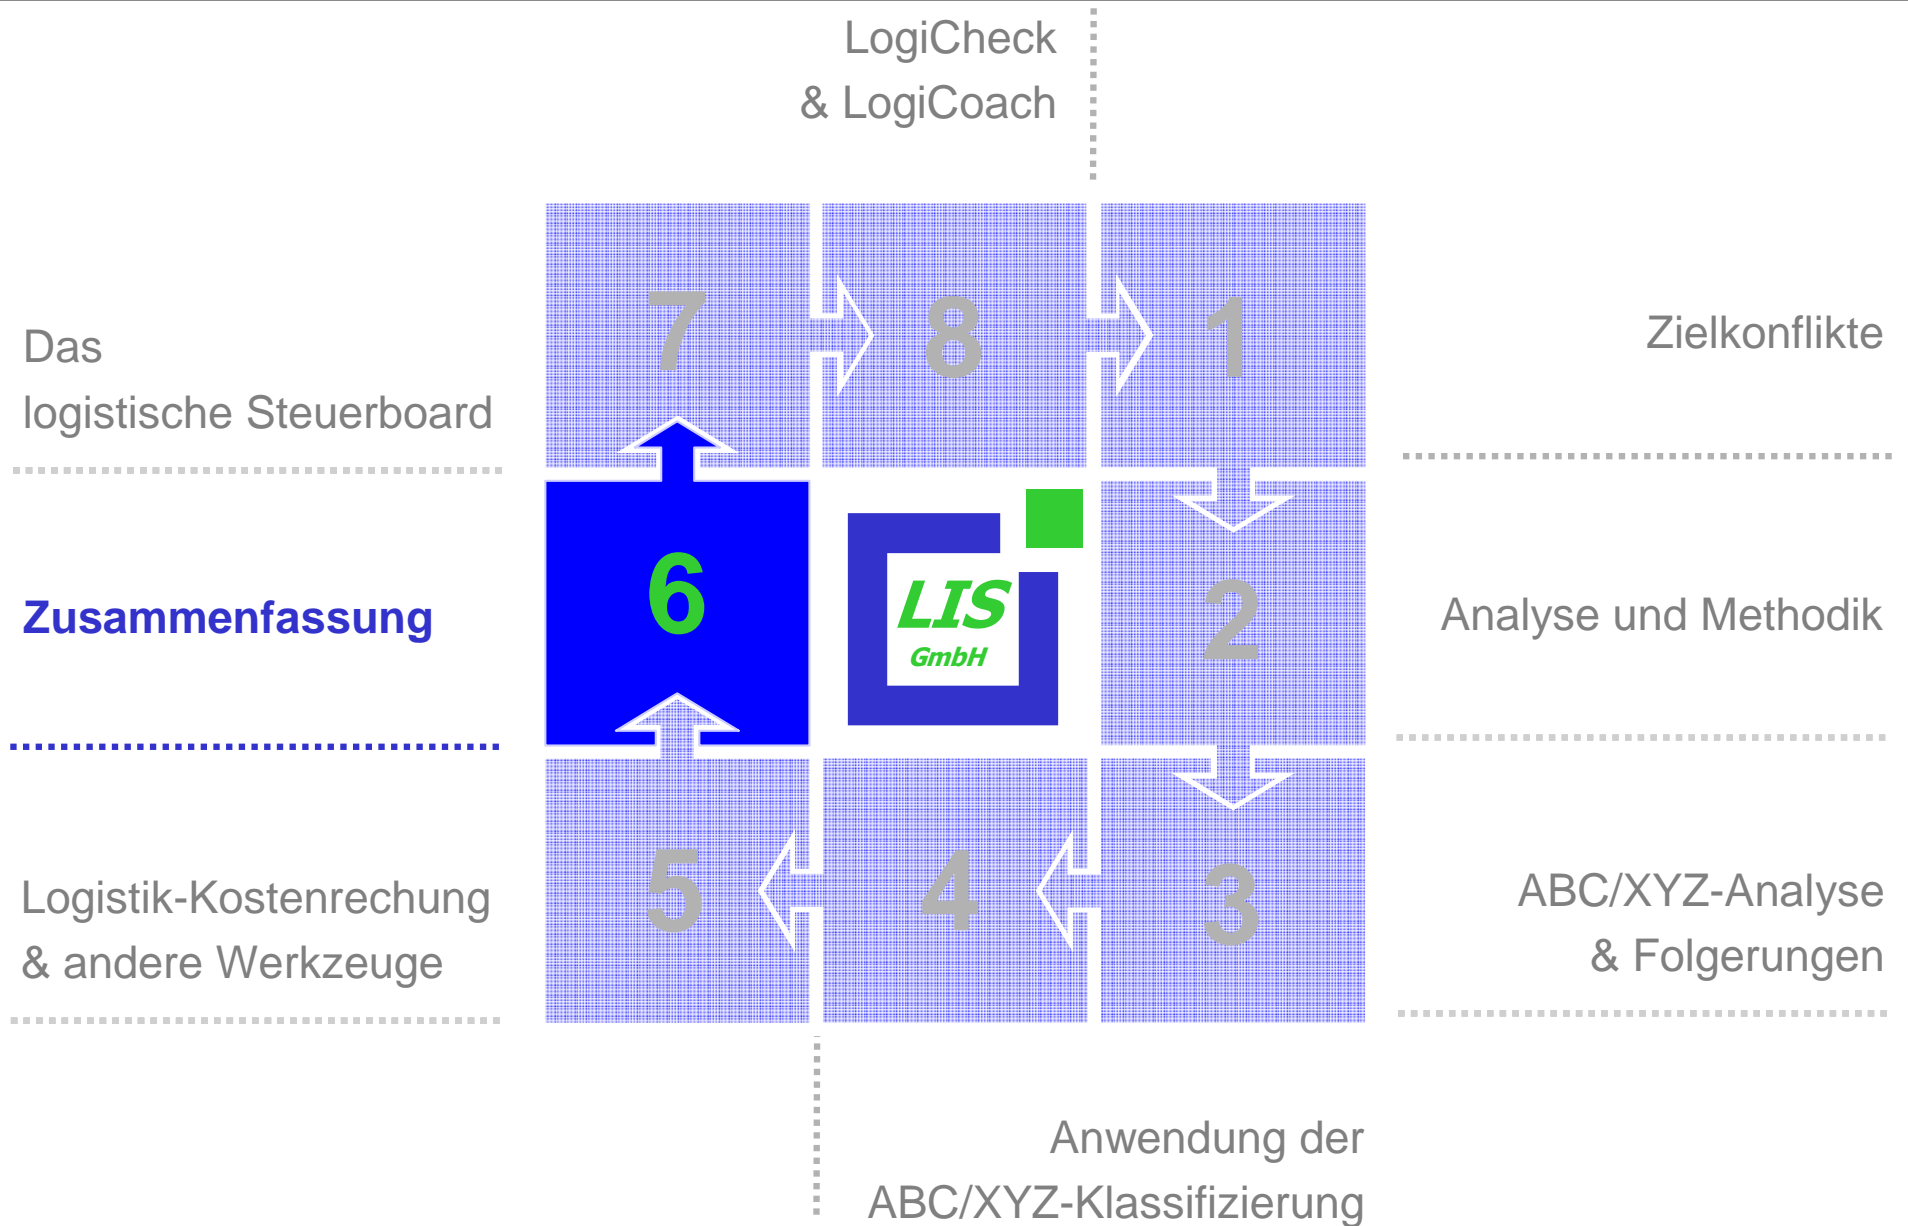 LogiCheck
& LogiCoach
7
8
1
Das
logistische Steuerboard
Zielkonflikte
6
LIS
GmbH
2
Zusammenfassung
Analyse und Methodik
5
4
3
Logistik-Kostenrechung
& andere Werkzeuge
ABC/XYZ-Analyse
& Folgerungen
Anwendung der
ABC/XYZ-Klassifizierung